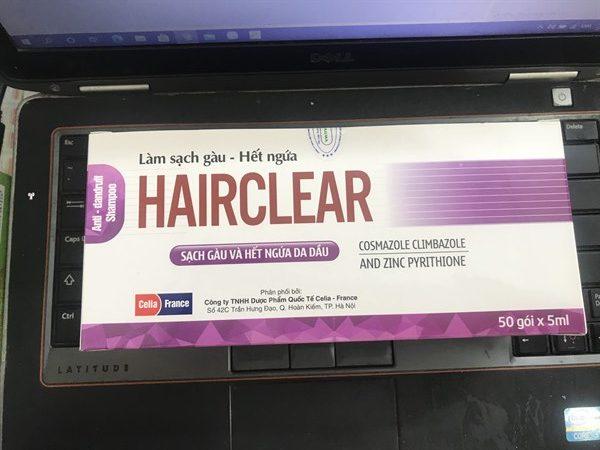 DELL
Esc
Delete
Làm sạch gàu - Hết ngứa
Anti - dandruff
Shampoo
HAIRCLEAR
SẠCH GÀU VÀ HẾT NGỨA DA DẦU
COSMAZOLE CLIMBAZOLE
AND ZINC PYRITHIONE
Caps
Ctrl
Celia France
Phân phối bởi:
Công ty TNHH Dược Phẩm Quốc Tế Celia - France
Số 42C Trần Hưng Đạo, Q. Hoàn Kiếm, TP. Hà Nội
50 gói x 5ml
LATITUDE